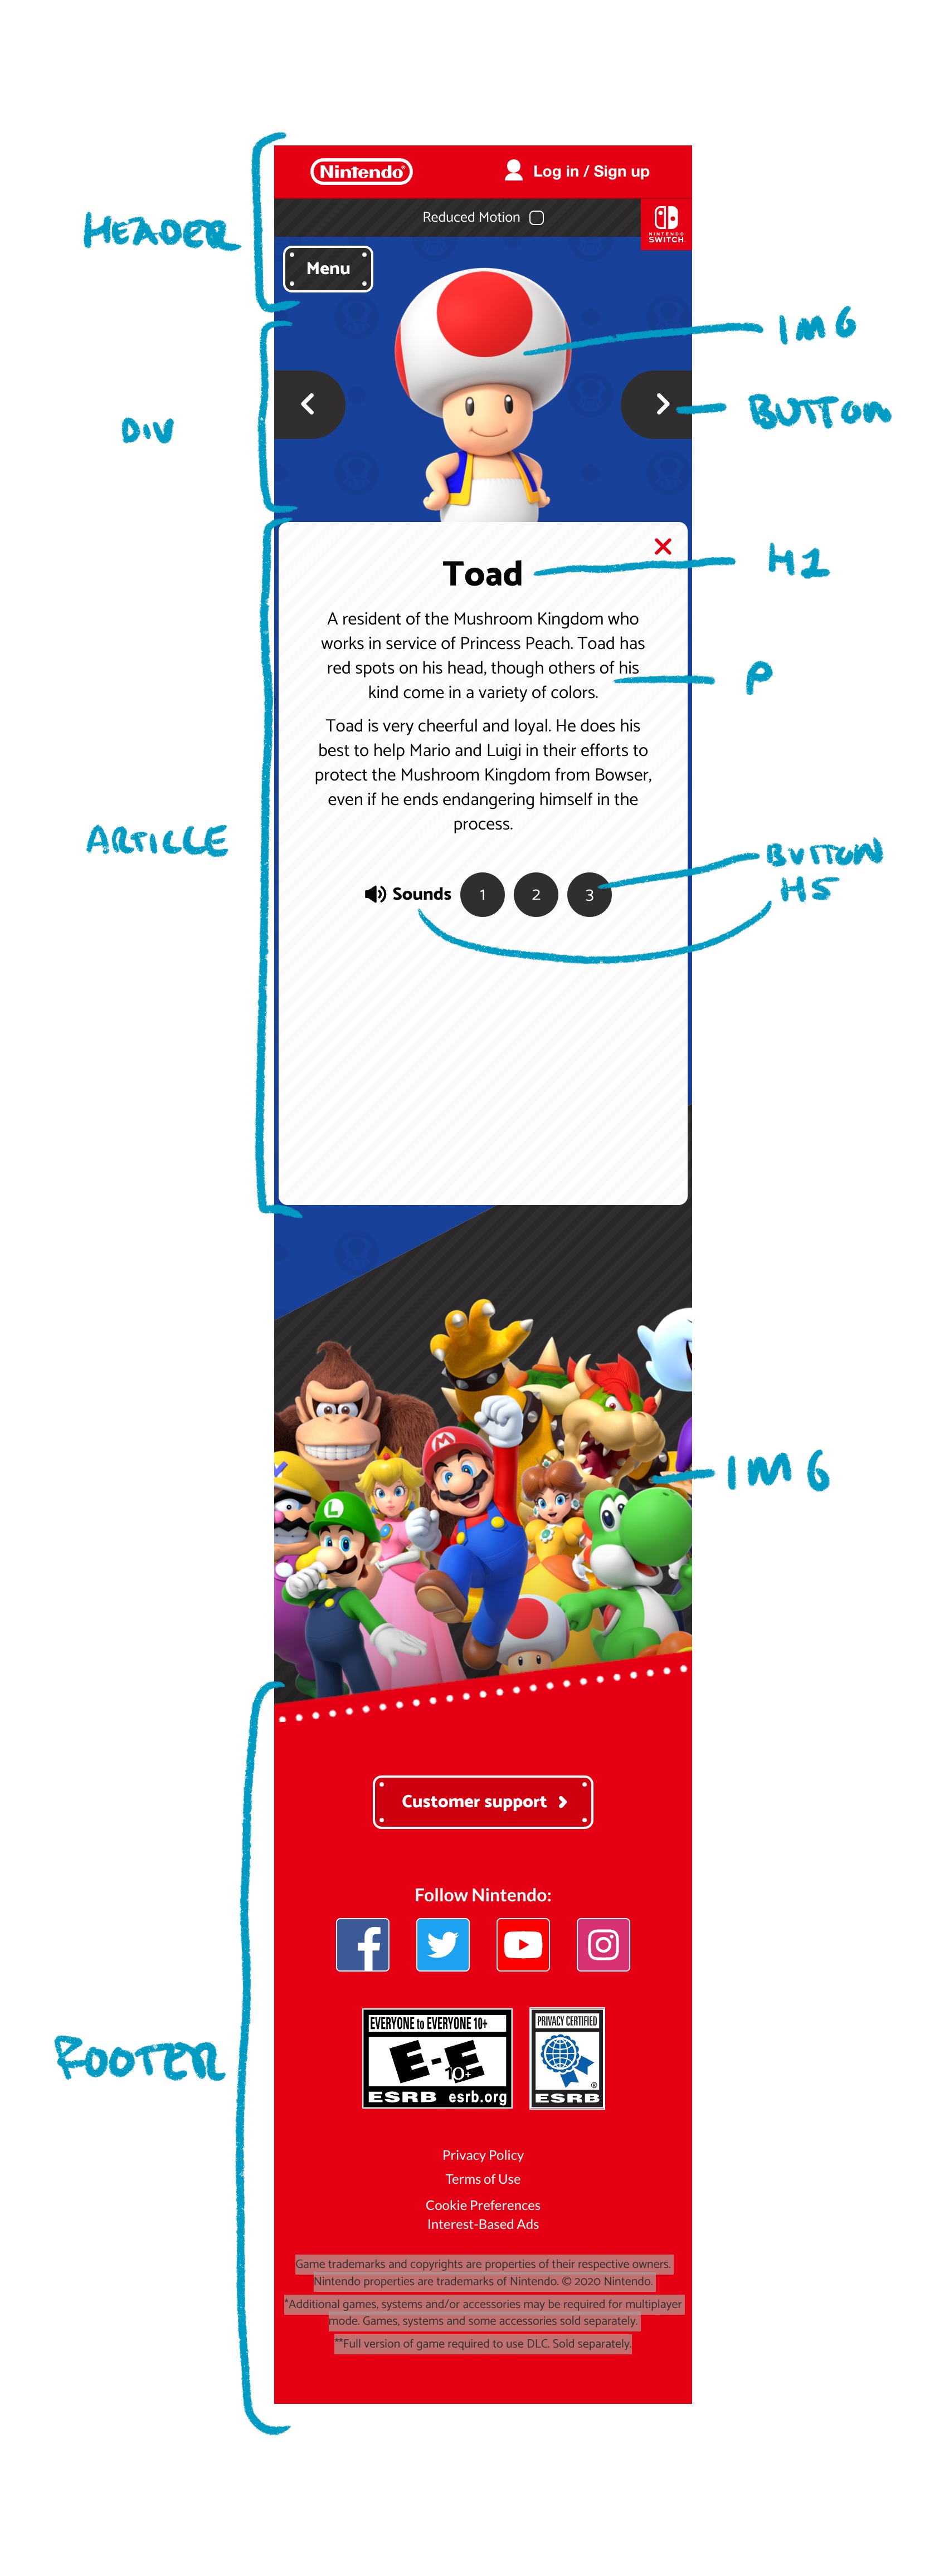 Nintendo
Log in / Sign up
Reduced Motion
NINTENDO
SWITCH
HEADER
Menu
IMG
DIV
BUTTON
Toad
H1
A resident of the Mushroom Kingdom who
works in service of Princess Peach. Toad has
red spots on his head, though others of his
kind come in a variety of colors.
P
Toad is very cheerful and loyal. He does his
best to help Mario and Luigi in their efforts to
protect the Mushroom Kingdom from Bowser,
even if he ends endangering himself in the
process.
ARTICLE
Sounds 1 2 3
BUTTON
H5
M
L
IMG
Customer support
Follow Nintendo:
EVERYONE to EVERYONE 10+
E-E
10+
ESRB esrb.org
PRIVACY CERTIFIED
®
ESRB
FOOTER
Privacy Policy
Terms of Use
Cookie Preferences
Interest-Based Ads
Game trademarks and copyrights are properties of their respective owners.
Nintendo properties are trademarks of Nintendo. © 2020 Nintendo.
*Additional games, systems and/or accessories may be required for multiplayer
mode. Games, systems and some accessories sold separately.
**Full version of game required to use DLC. Sold separately.